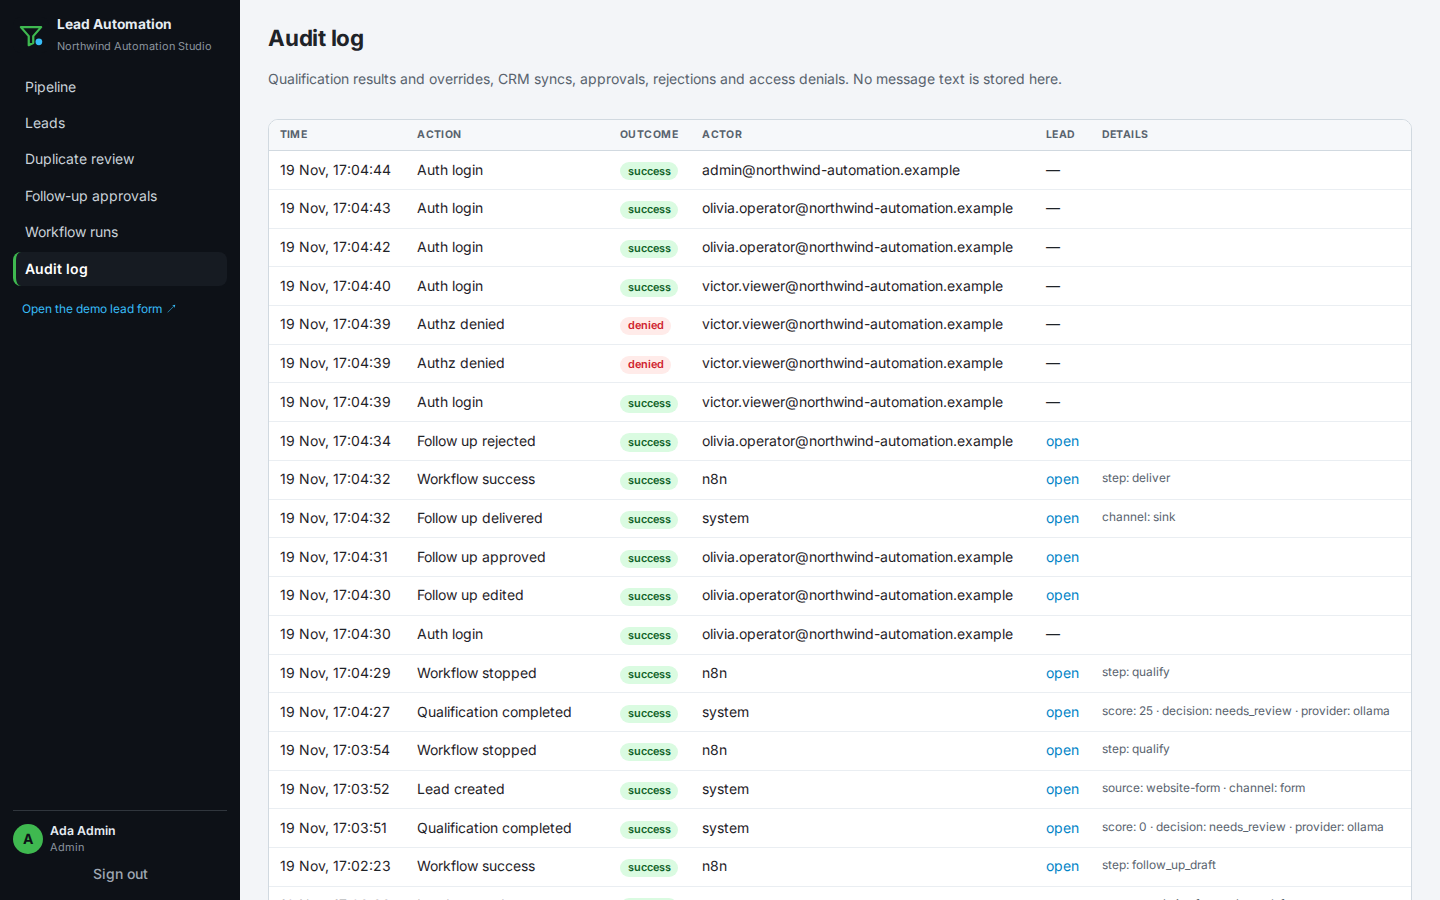 Lead Automation
Northwind Automation Studio
Pipeline
Leads
Duplicate review
Follow-up approvals
Workflow runs
Audit log
Open the demo lead form ↗
A
Ada Admin
Admin
Sign out
Audit log
Qualification results and overrides, CRM syncs, approvals, rejections and access denials. No message text is stored here.
TIME ACTION OUTCOME ACTOR LEAD DETAILS
19 Nov, 17:04:44 Auth login success admin@northwind-automation.example —
19 Nov, 17:04:43 Auth login success olivia.operator@northwind-automation.example —
19 Nov, 17:04:42 Auth login success olivia.operator@northwind-automation.example —
19 Nov, 17:04:40 Auth login success victor.viewer@northwind-automation.example —
19 Nov, 17:04:39 Authz denied denied victor.viewer@northwind-automation.example —
19 Nov, 17:04:39 Authz denied denied victor.viewer@northwind-automation.example —
19 Nov, 17:04:39 Auth login success victor.viewer@northwind-automation.example —
19 Nov, 17:04:34 Follow up rejected success olivia.operator@northwind-automation.example open
19 Nov, 17:04:32 Workflow success success n8n open step: deliver
19 Nov, 17:04:32 Follow up delivered success system open channel: sink
19 Nov, 17:04:31 Follow up approved success olivia.operator@northwind-automation.example open
19 Nov, 17:04:30 Follow up edited success olivia.operator@northwind-automation.example open
19 Nov, 17:04:30 Auth login success olivia.operator@northwind-automation.example —
19 Nov, 17:04:29 Workflow stopped success n8n open step: qualify
19 Nov, 17:04:27 Qualification completed success system open score: 25 · decision: needs_review · provider: ollama
19 Nov, 17:03:54 Workflow stopped success n8n open step: qualify
19 Nov, 17:03:52 Lead created success system open source: website-form · channel: form
19 Nov, 17:03:51 Qualification completed success system open score: 0 · decision: needs_review · provider: ollama
19 Nov, 17:02:23 Workflow success success n8n open step: follow_up_draft